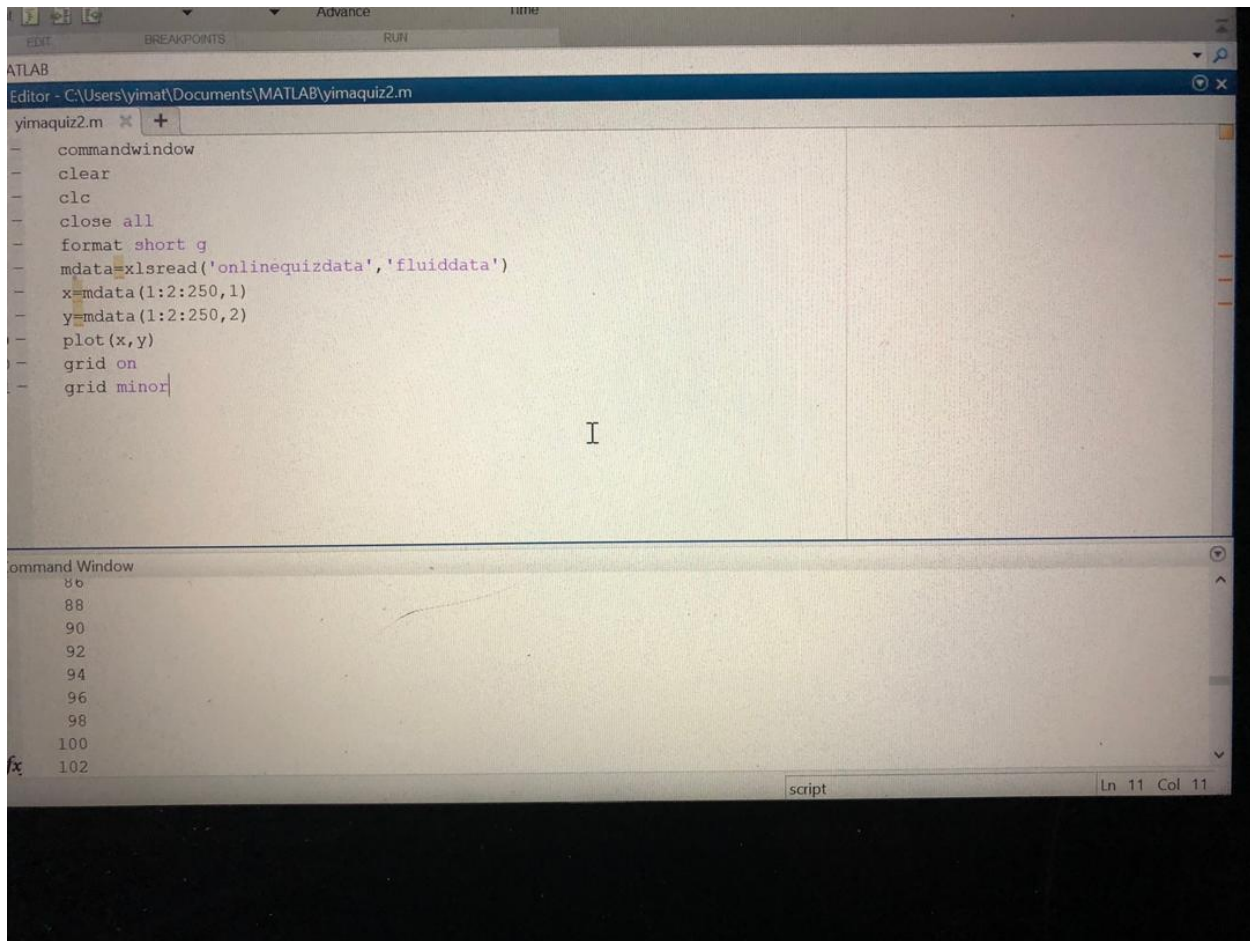 Advance
Time
EDIT
BREAKPOINTS
RUN
ATLAB
Editor - C:\Users\yimat\Documents\MATLAB\yimaquiz2.m
yimaquiz2.m
commandwindow
clear
clc
close all
format short g
mdata=xlsread('onlinequizdata','fluiddata')
x=mdata(1:2:250,1)
y=mdata(1:2:250,2)
plot(x,y)
grid on
grid minor
ommand Window
86
88
90
92
94
96
98
100
fx 102
script
Ln 11 Col 11